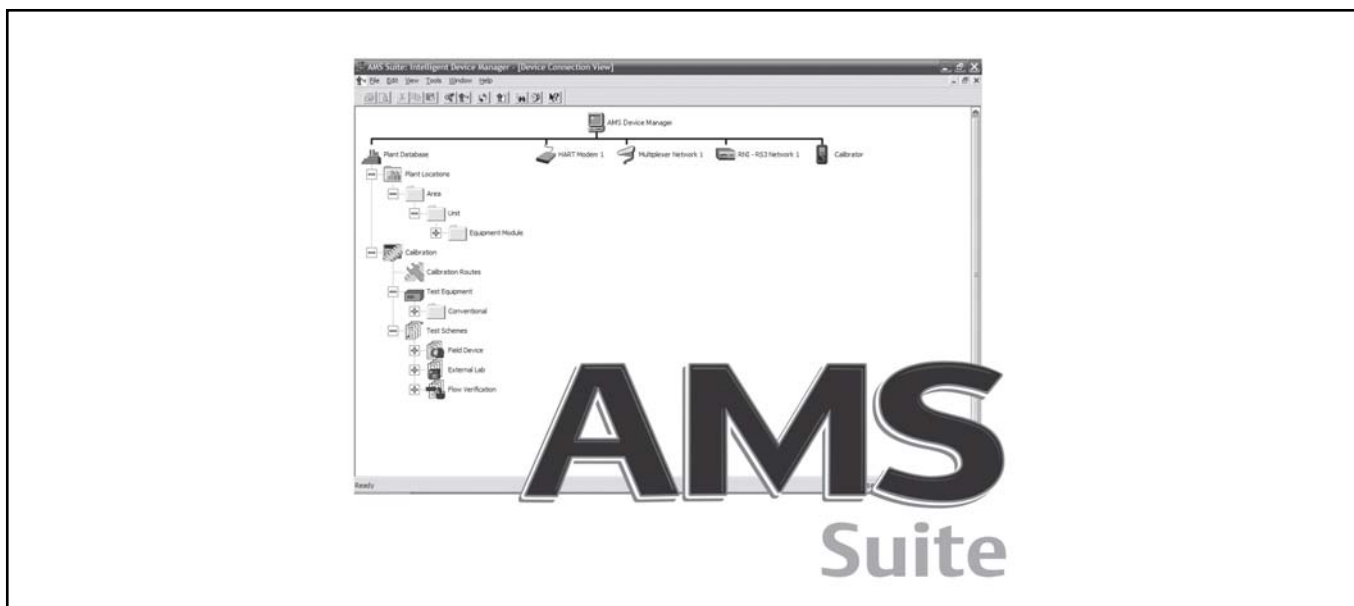 AMS Suite: Intelligent Device Manager - [Device Connection View]
File Edit View Tools Window Help
AMS Device Manager
Plant Database
HART Modem 1
Multiplexer Network 1
RNI - RS3 Network 1
Calibrator
Plant Locations
Area
Unit
Equipment Module
Calibration
Calibration Routes
Test Equipment
Conventional
Test Schemes
Field Device
External Lab
Flow Verification
Ready
AMS
Suite